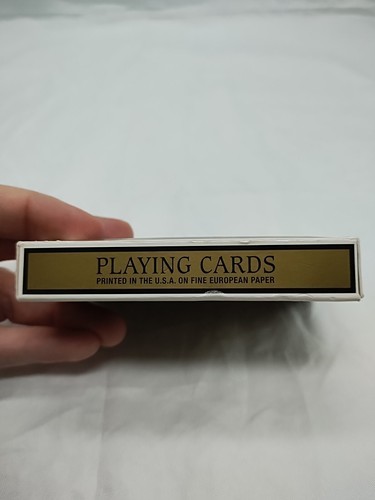 PLAYING CARDS
PRINTED IN THE U.S.A. ON FINE EUROPEAN PAPER